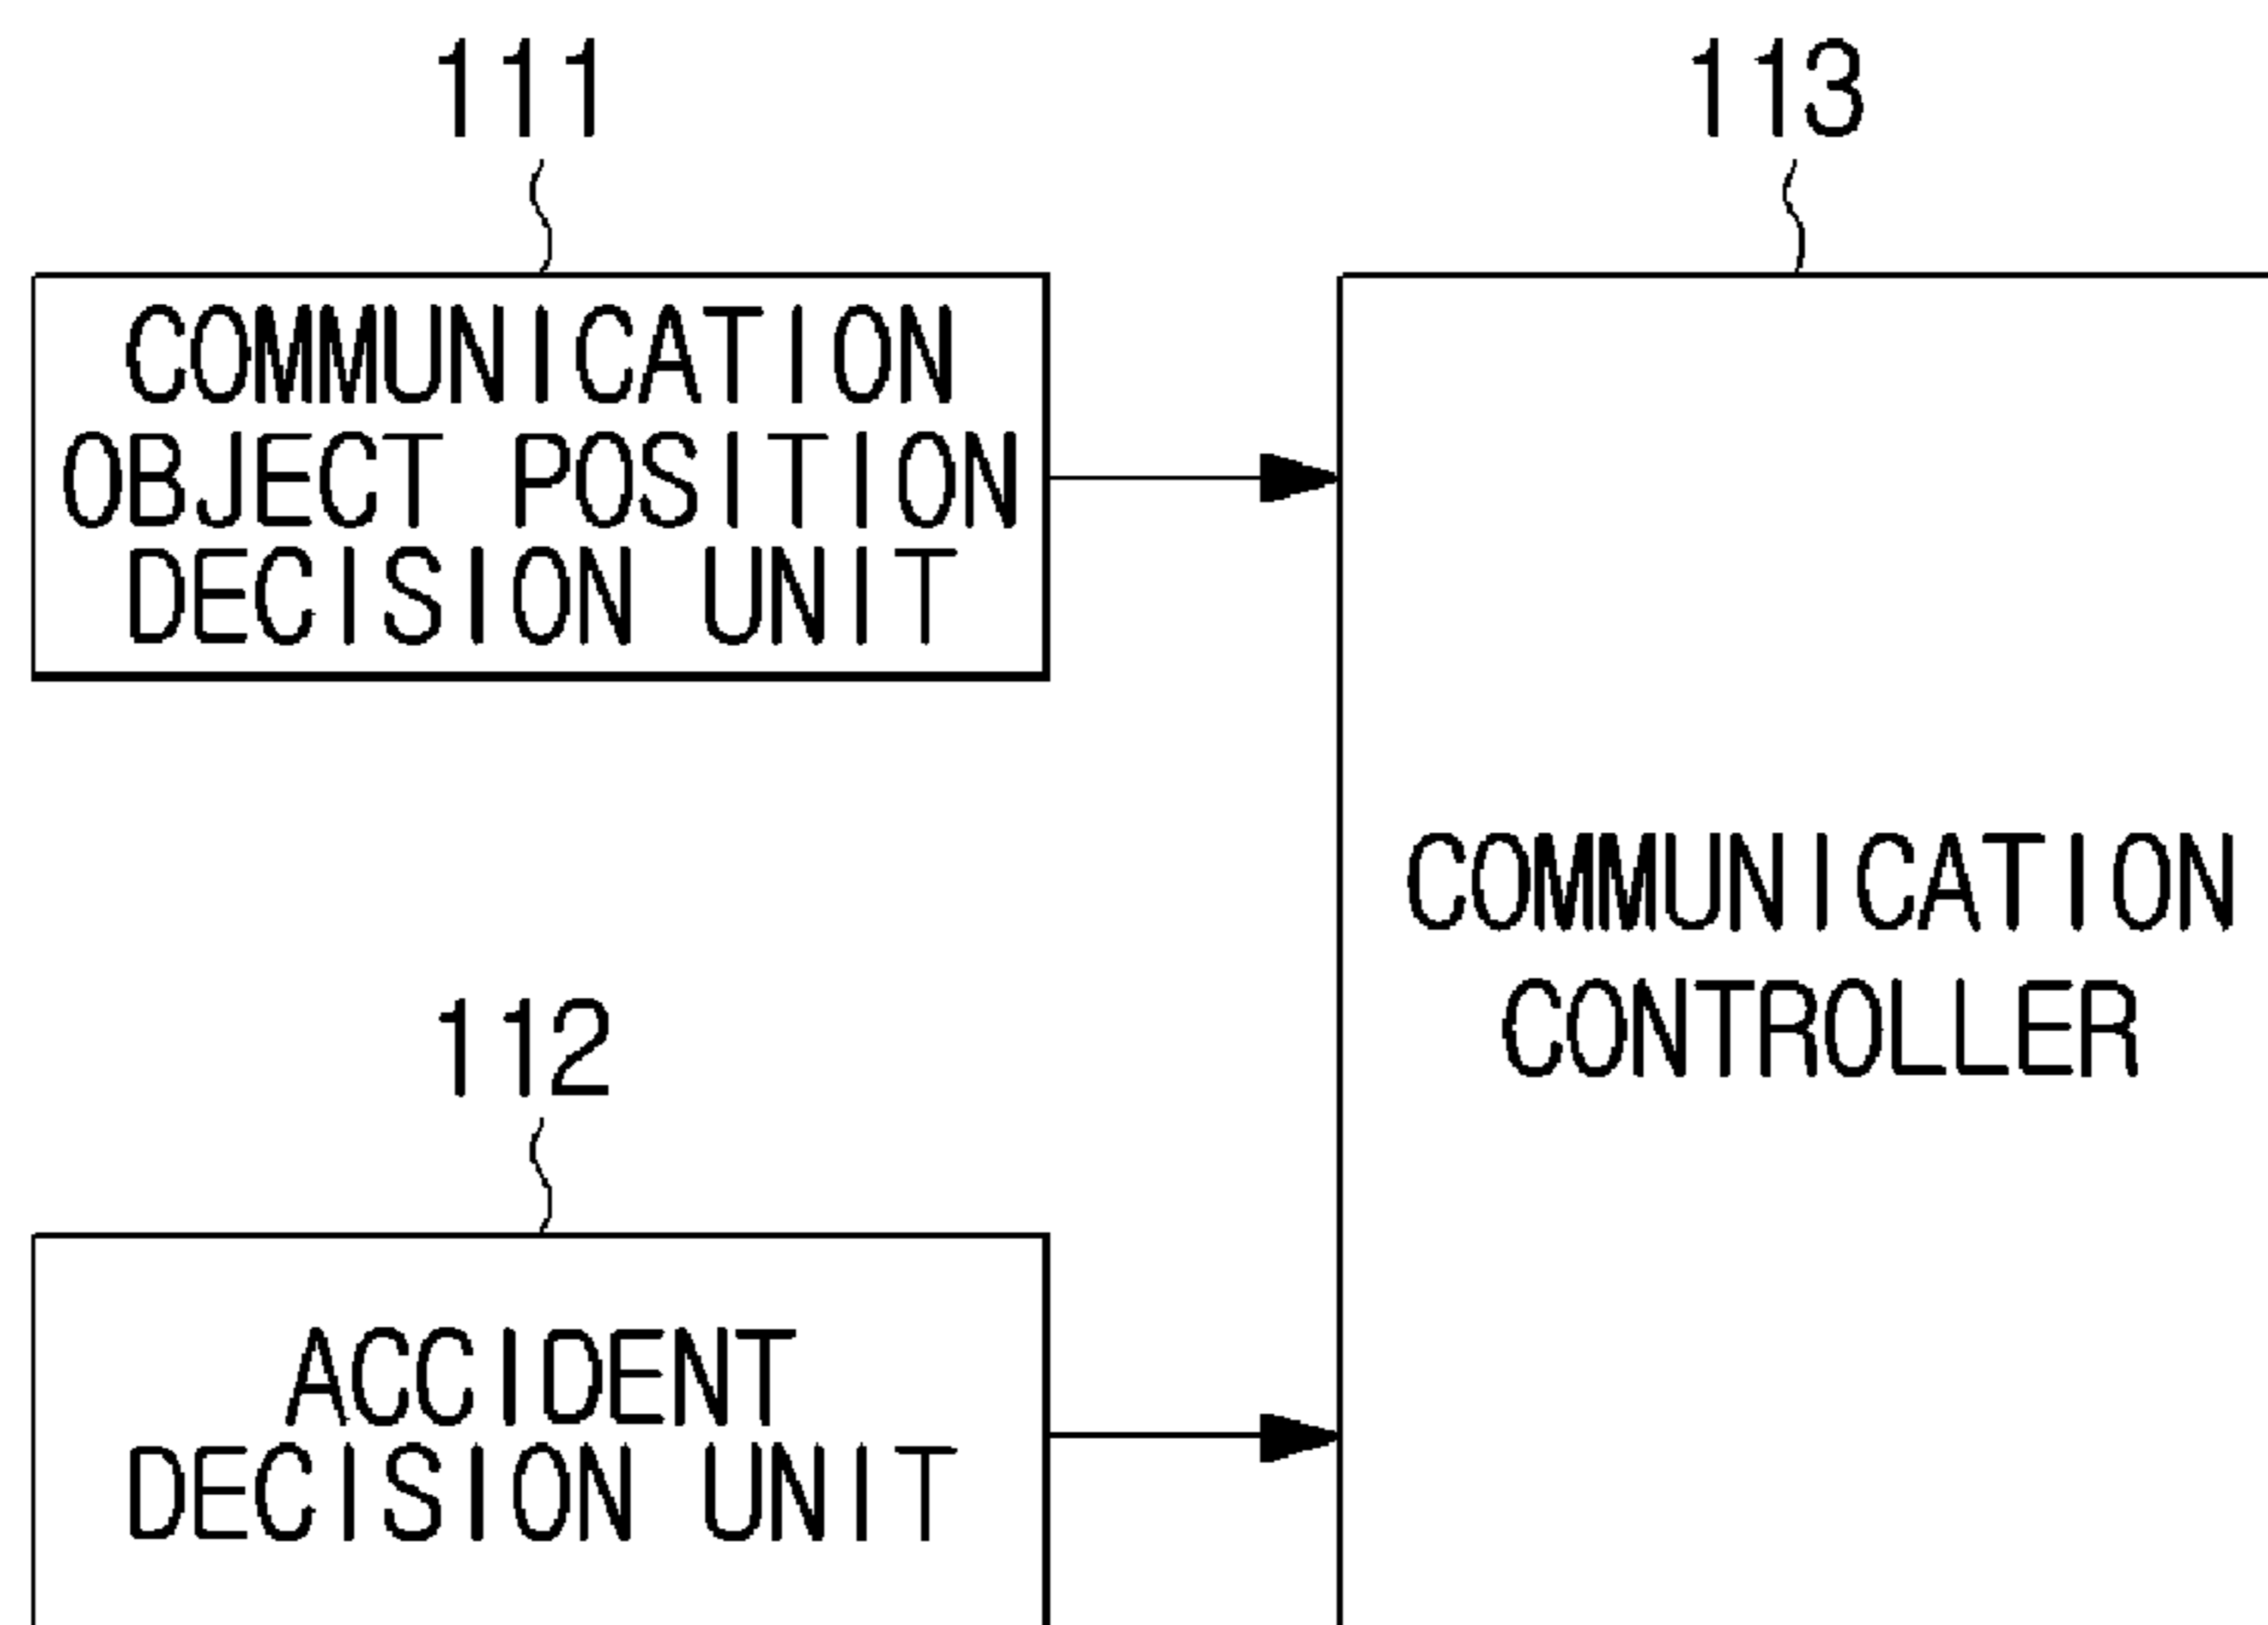 111
COMMUNICATION
OBJECT POSITION
DECISION UNIT
112
ACCIDENT
DECISION UNIT
113
COMMUNICATION
CONTROLLER